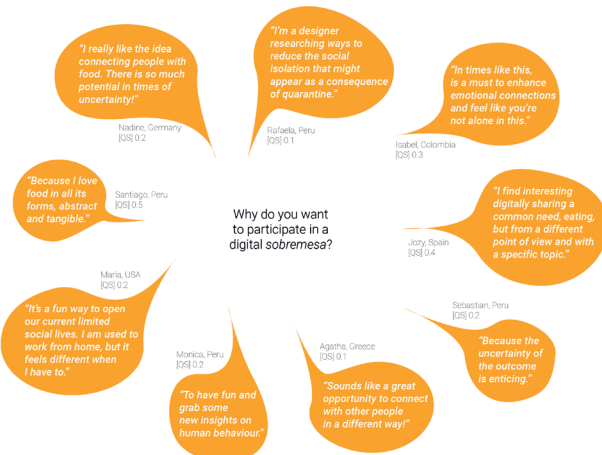 “I really like the idea
connecting people with
food. There is so much
potential in times of
uncertainty!”
Nadine, Germany
[QS] 0.2
“I’m a designer
researching ways to
reduce the social
isolation that might
appear as a consequence
of quarantine.”
Rafaela, Peru
[QS] 0.1
“In times like this,
is a must to enhance
emotional connections
and feel like you’re
not alone in this.”
Isabel, Colombia
[QS] 0.3
“Because I love
food in all its
forms, abstract
and tangible.”
Santiago, Peru
[QS] 0.5
Why do you want
to participate in a
digital sobremesa?
“I find interesting
digitally sharing a
common need, eating,
but from a different
point of view and with
a specific topic.”
Jozy, Spain
[QS] 0.4
Maria, USA
[QS] 0.2
“It’s a fun way to open
our current limited
social lives. I am used to
work from home, but it
feels different when
I have to.”
Monica, Peru
[QS] 0.2
“To have fun and
grab some
new insights on
human behaviour.”
Agatha, Greece
[QS] 0.1
“Sounds like a great
opportunity to connect
with other people
in a different way!”
Sebastian, Peru
[QS] 0.2
“Because the
uncertainty of
the outcome
is enticing.”